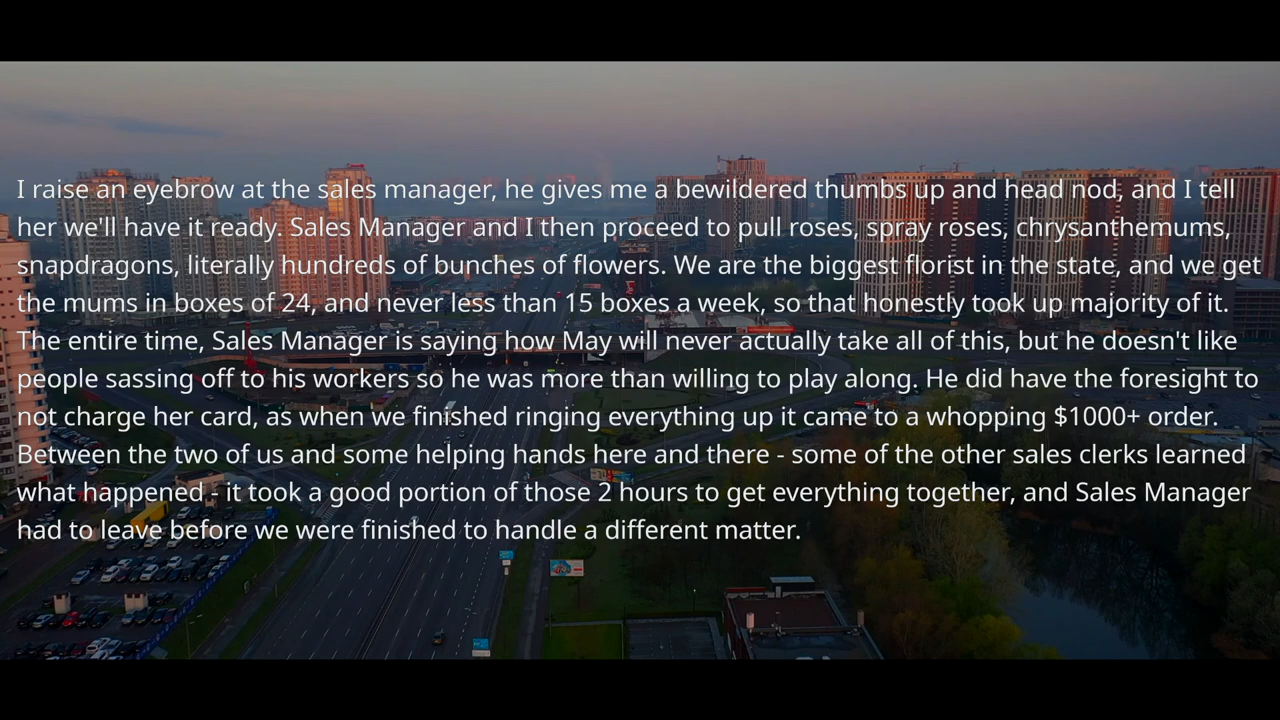 I raise an eyebrow at the sales manager, he gives me a bewildered thumbs up and head nod, and I tell
her we'll have it ready. Sales Manager and I then proceed to pull roses, spray roses, chrysanthemums,
snapdragons, literally hundreds of bunches of flowers. We are the biggest florist in the state, and we get
the mums in boxes of 24, and never less than 15 boxes a week, so that honestly took up majority of it.
The entire time, Sales Manager is saying how May will never actually take all of this, but he doesn't like
people sassing off to his workers so he was more than willing to play along. He did have the foresight to
not charge her card, as when we finished ringing everything up it came to a whopping $1000+ order.
Between the two of us and some helping hands here and there - some of the other sales clerks learned
what happened - it took a good portion of those 2 hours to get everything together, and Sales Manager
had to leave before we were finished to handle a different matter.